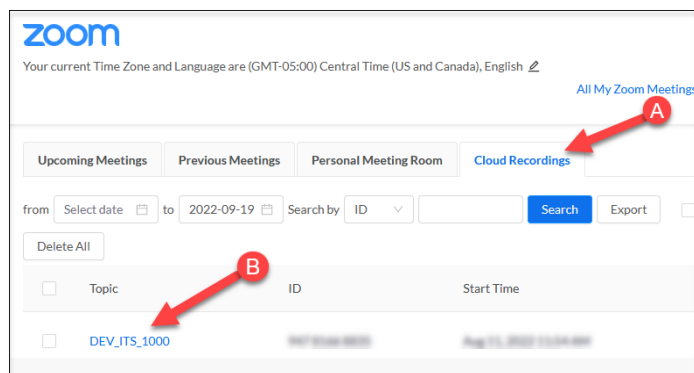 zoom
Your current Time Zone and Language are (GMT-05:00) Central Time (US and Canada), English
All My Zoom Meetings
A
Upcoming Meetings Previous Meetings Personal Meeting Room Cloud Recordings
from Select date to 2022-09-19 Search by ID Search Export
Delete All
B
Topic ID Start Time
DEV_ITS_1000